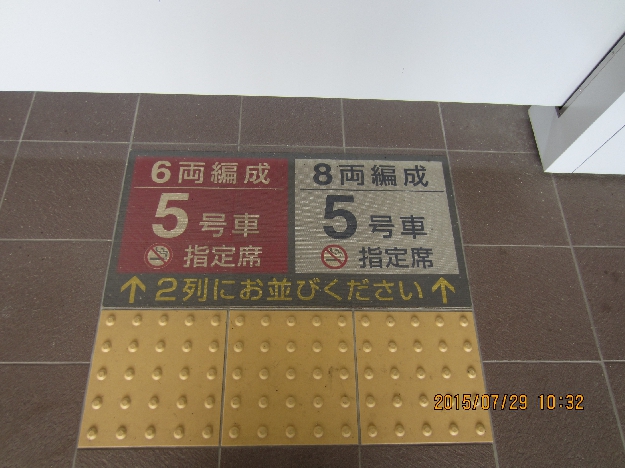 6両編成
5号車
指定席
8両編成
5号車
指定席
↑2列にお並びください↑
2015/07/29 10:32